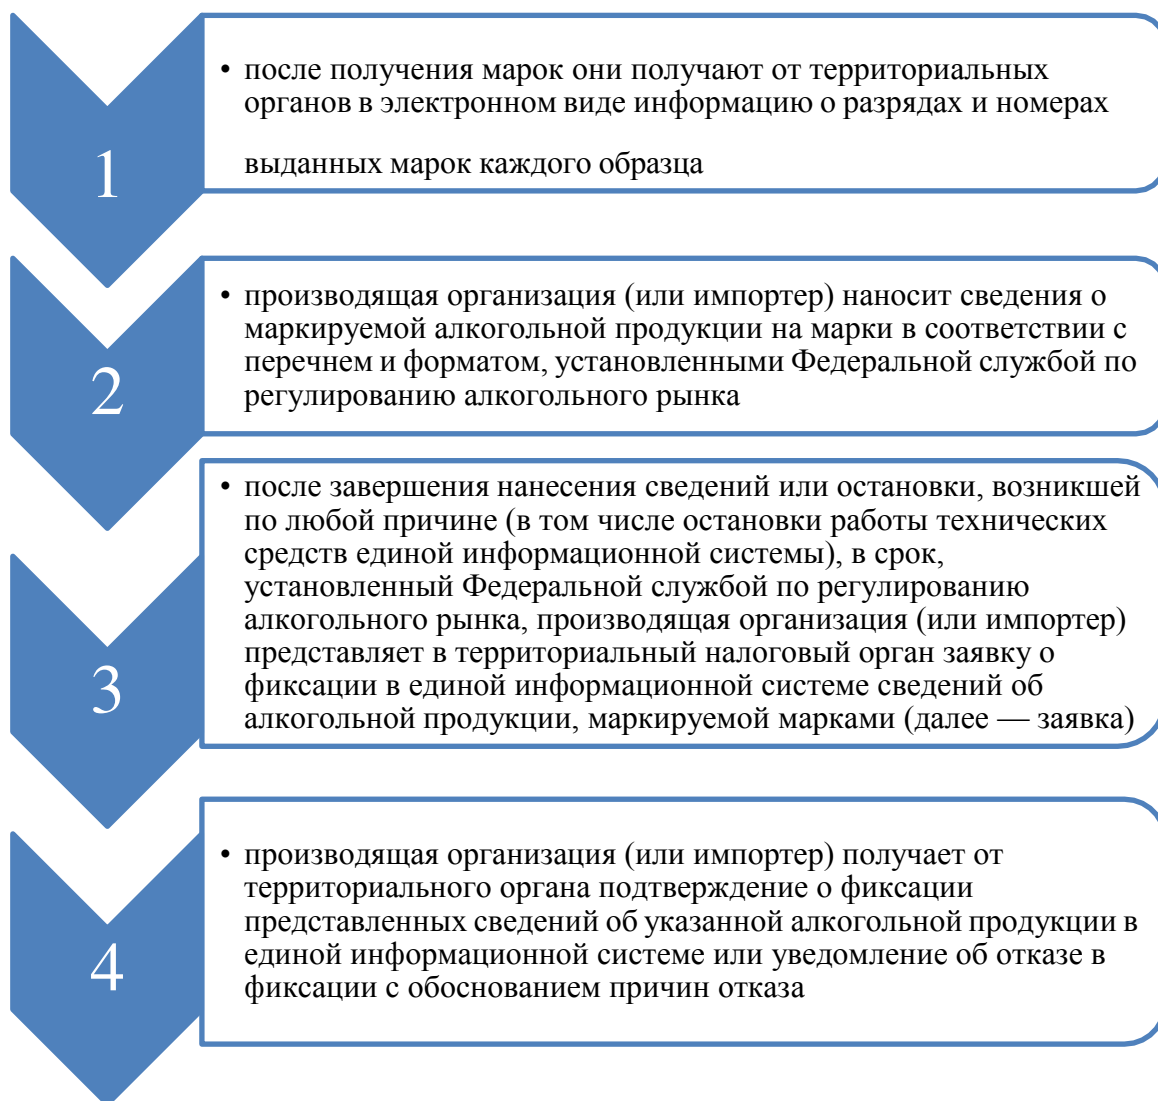 1
• после получения марок они получают от территориальных
органов в электронном виде информацию о разрядах и номерах
выданных марок каждого образца
2
• производящая организация (или импортер) наносит сведения о
маркируемой алкогольной продукции на марки в соответствии с
перечнем и форматом, установленными Федеральной службой по
регулированию алкогольного рынка
3
• после завершения нанесения сведений или остановки, возникшей
по любой причине (в том числе остановки работы технических
средств единой информационной системы), в срок,
установленный Федеральной службой по регулированию
алкогольного рынка, производящая организация (или импортер)
представляет в территориальный налоговый орган заявку о
фиксации в единой информационной системе сведений об
алкогольной продукции, маркируемой марками (далее — заявка)
4
• производящая организация (или импортер) получает от
территориального органа подтверждение о фиксации
представленных сведений об указанной алкогольной продукции в
единой информационной системе или уведомление об отказе в
фиксации с обоснованием причин отказа